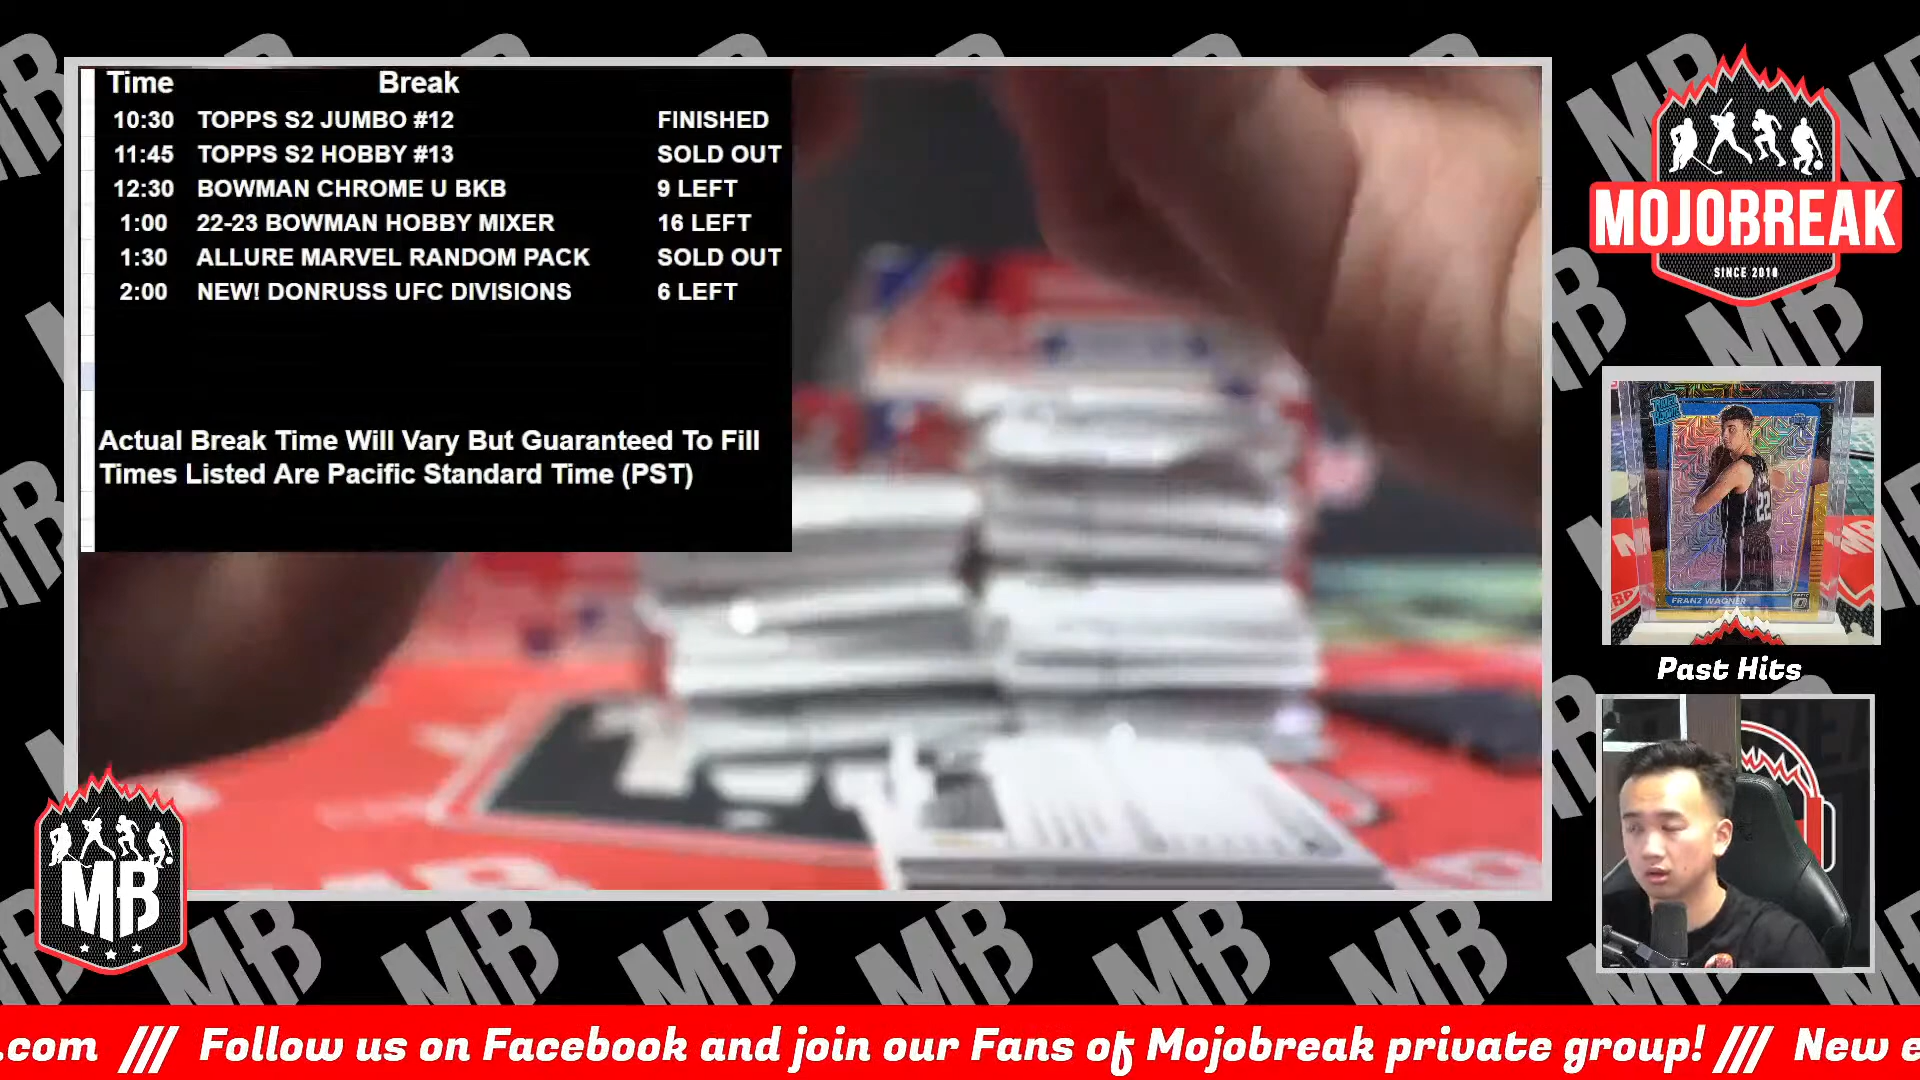 Time Break
10:30 TOPPS S2 JUMBO #12 FINISHED
11:45 TOPPS S2 HOBBY #13 SOLD OUT
12:30 BOWMAN CHROME U BKB 9 LEFT
1:00 22-23 BOWMAN HOBBY MIXER 16 LEFT
1:30 ALLURE MARVEL RANDOM PACK SOLD OUT
2:00 NEW! DONRUSS UFC DIVISIONS 6 LEFT
Actual Break Time Will Vary But Guaranteed To Fill
Times Listed Are Pacific Standard Time (PST)
MOJOBREAK
SINCE 2010
FRANZ WAGNER
22
Past Hits
MB
.com /// Follow us on Facebook and join our Fans of Mojobreak private group! /// New